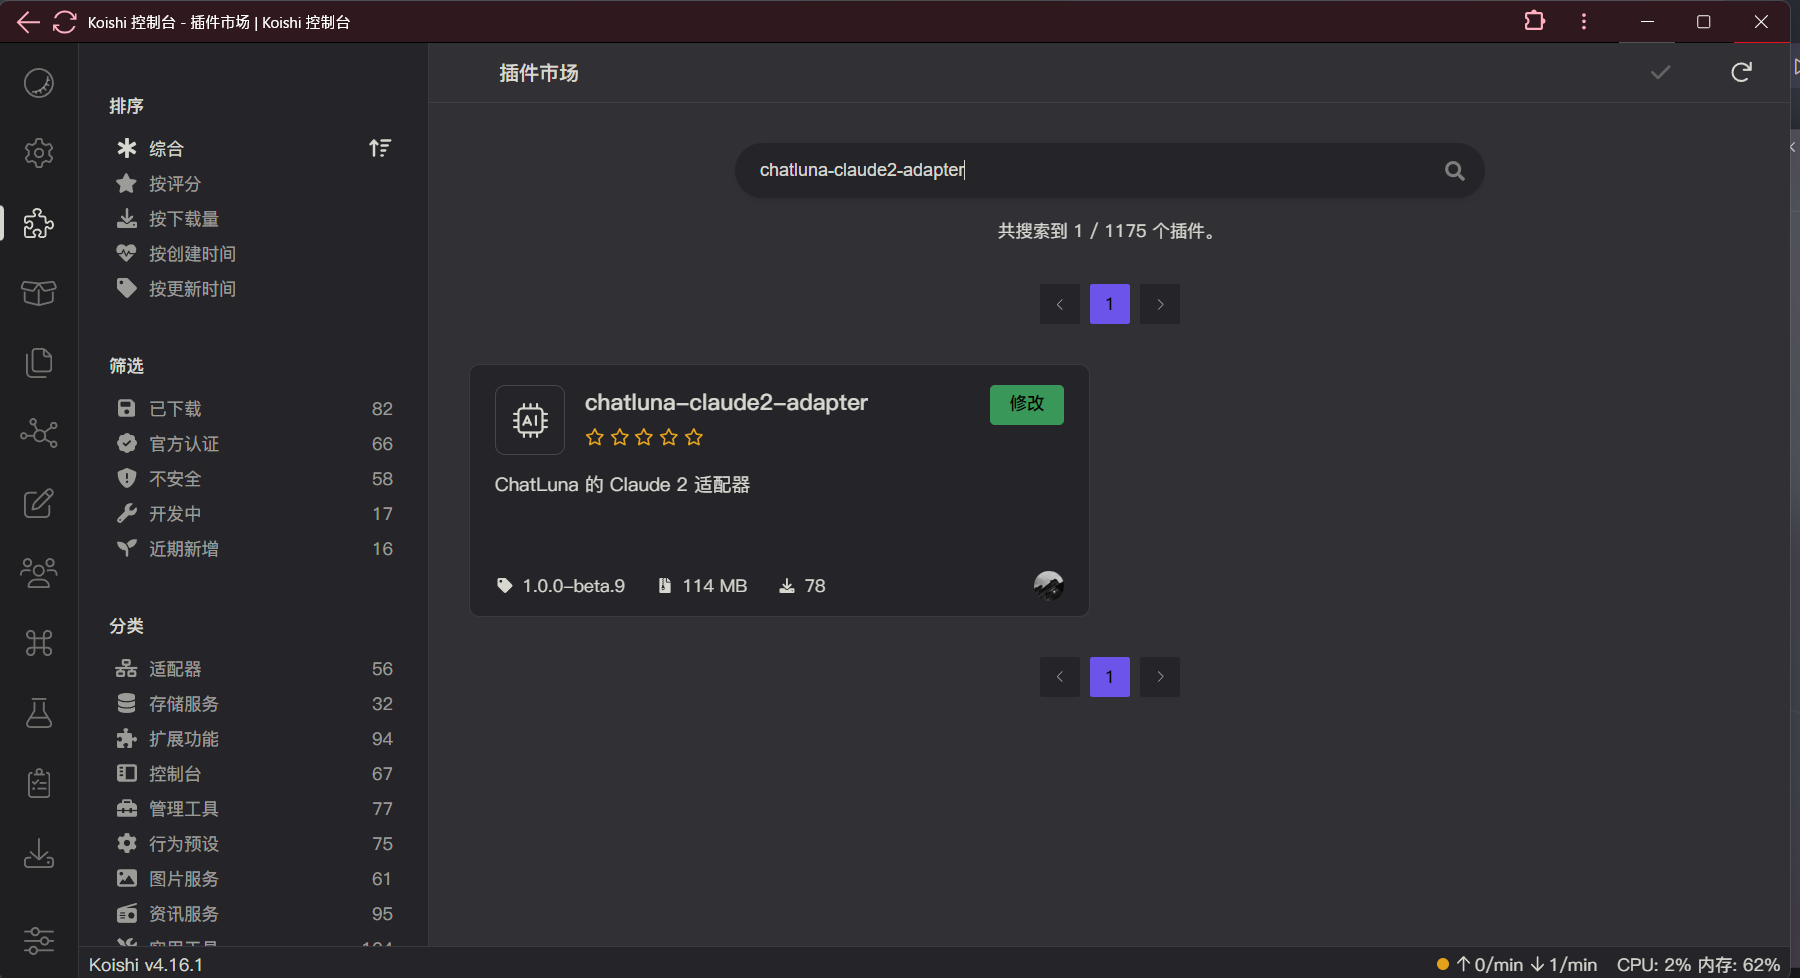 Koishi 控制台 - 插件市场 | Koishi 控制台
排序
综合
按评分
按下载量
按创建时间
按更新时间
筛选
已下载 82
官方认证 66
不安全 58
开发中 17
近期新增 16
分类
适配器 56
存储服务 32
扩展功能 94
控制台 67
管理工具 77
行为预设 75
图片服务 61
资讯服务 95
插件市场
chatluna-claude2-adapter
共搜索到 1 / 1175 个插件。
1
AI
chatluna-claude2-adapter
修改
ChatLuna 的 Claude 2 适配器
1.0.0-beta.9 114 MB 78
1
Koishi v4.16.1
↑ 0/min ↓ 1/min CPU: 2% 内存: 62%